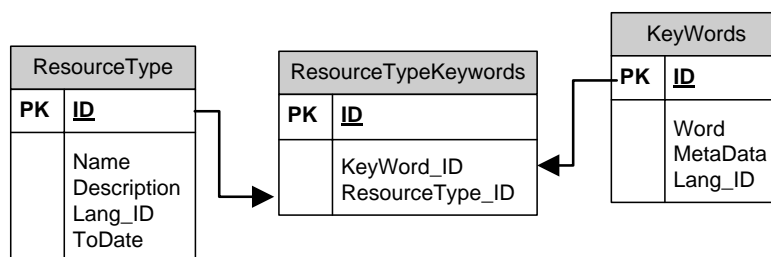 ResourceType
PK ID
Name
Description
Lang_ID
ToDate
ResourceTypeKeywords
PK ID
KeyWord_ID
ResourceType_ID
KeyWords
PK ID
Word
MetaData
Lang_ID